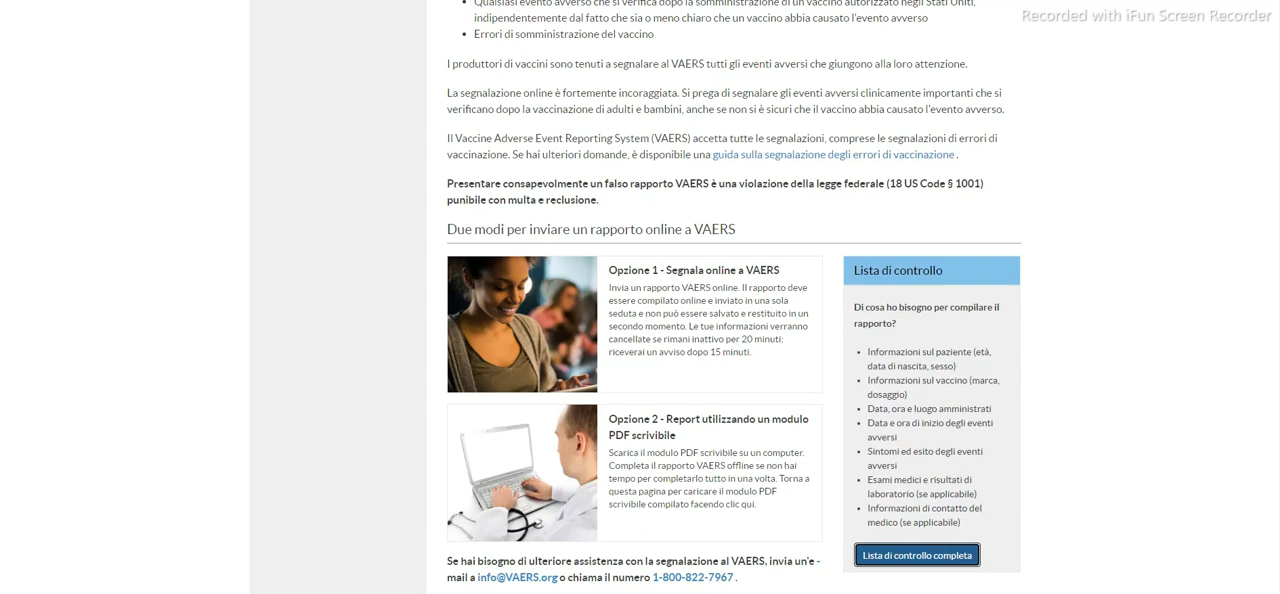 Qualsiasi evento avverso che si verifica dopo la somministrazione di un vaccino autorizzato negli Stati Uniti,
indipendentemente dal fatto che sia o meno chiaro che un vaccino abbia causato l'evento avverso
Errori di somministrazione del vaccino
Recorded with iFun Screen Recorder
I produttori di vaccini sono tenuti a segnalare al VAERS tutti gli eventi avversi che giungono alla loro attenzione.
La segnalazione online è fortemente incoraggiata. Si prega di segnalare gli eventi avversi clinicamente importanti che si
verificano dopo la vaccinazione di adulti e bambini, anche se non si è sicuri che il vaccino abbia causato l'evento avverso.
Il Vaccine Adverse Event Reporting System (VAERS) accetta tutte le segnalazioni, comprese le segnalazioni di errori di
vaccinazione. Se hai ulteriori domande, è disponibile una guida sulla segnalazione degli errori di vaccinazione .
Presentare consapevolmente un falso rapporto VAERS è una violazione della legge federale (18 US Code § 1001)
punibile con multa e reclusione.
Due modi per inviare un rapporto online a VAERS
Opzione 1 - Segnala online a VAERS
Invia un rapporto VAERS online. Il rapporto deve
essere compilato online e inviato in una sola
seduta e non può essere salvato e restituito in un
secondo momento. Le tue informazioni verranno
cancellate se rimani inattivo per 20 minuti;
riceverai un avviso dopo 15 minuti.
Opzione 2 - Report utilizzando un modulo
PDF scrivibile
Scarica il modulo PDF scrivibile su un computer.
Completa il rapporto VAERS offline se non hai
tempo per completarlo tutto in una volta. Torna a
questa pagina per caricare il modulo PDF
scrivibile compilato facendo clic qui.
Se hai bisogno di ulteriore assistenza con la segnalazione al VAERS, invia un'e -
mail a info@VAERS.org o chiama il numero 1-800-822-7967 .
Lista di controllo
Di cosa ho bisogno per compilare il
rapporto?
Informazioni sul paziente (età,
data di nascita, sesso)
Informazioni sul vaccino (marca,
dosaggio)
Data, ora e luogo amministrati
Data e ora di inizio degli eventi
avversi
Sintomi ed esito degli eventi
avversi
Esami medici e risultati di
laboratorio (se applicabile)
Informazioni di contatto del
medico (se applicabile)
Lista di controllo completa